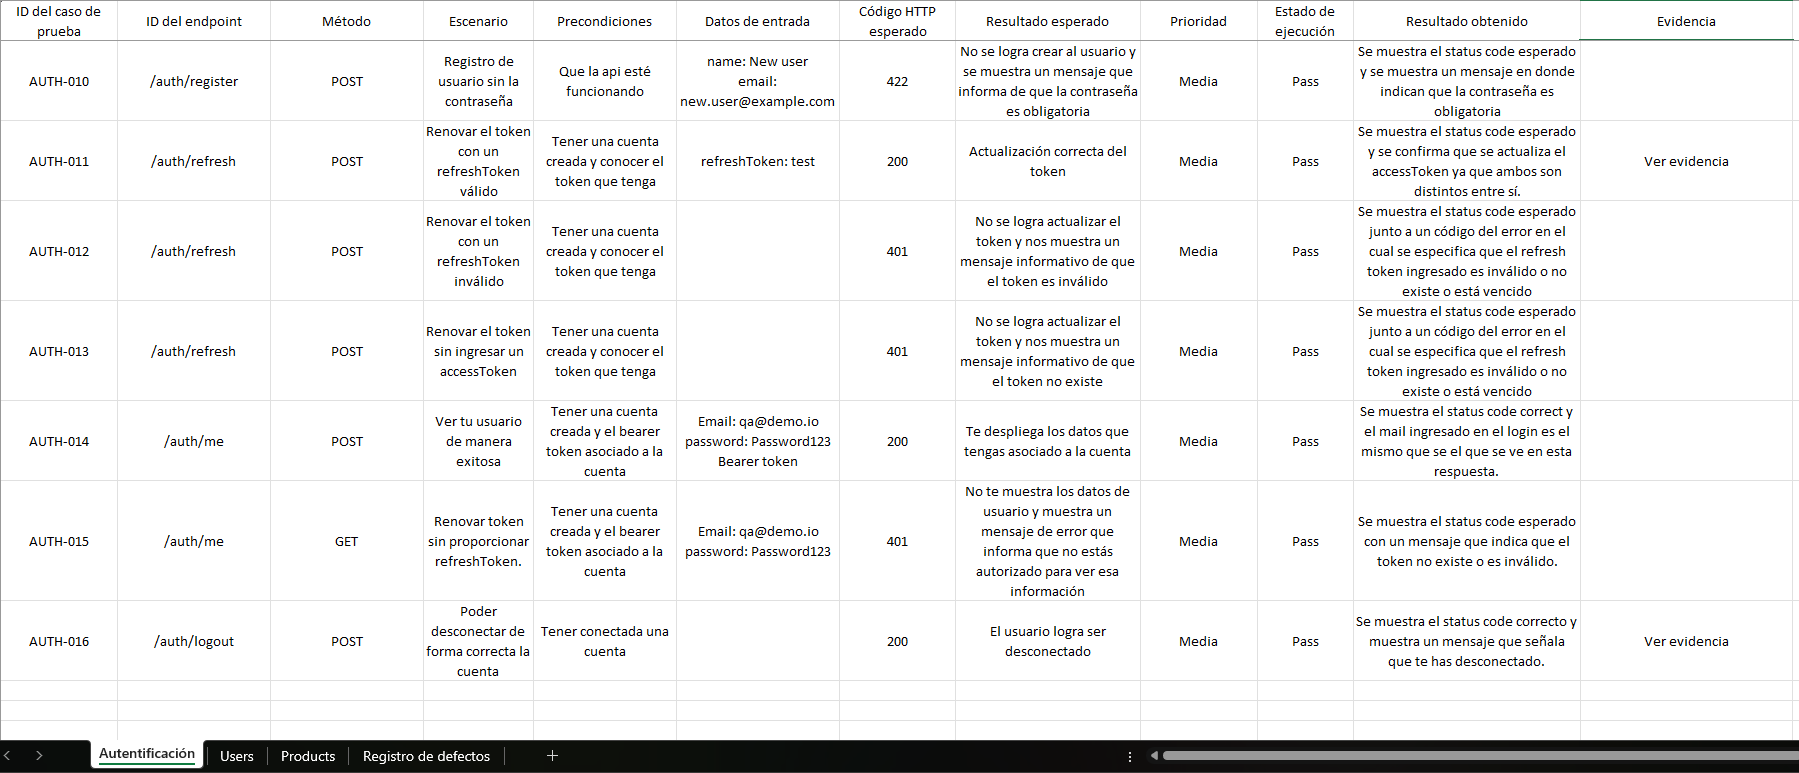 ID del caso de
prueba
ID del endpoint
Método
Escenario
Precondiciones
Datos de entrada
Código HTTP
esperado
Resultado esperado
Prioridad
Estado de
ejecución
Resultado obtenido
Evidencia
AUTH-010
/auth/register
POST
Registro de
usuario sin la
contraseña
Que la api esté
funcionando
name: New user
email:
new.user@example.com
422
No se logra crear al usuario y
se muestra un mensaje que
informa de que la contraseña
es obligatoria
Media
Pass
Se muestra el status code esperado
y se muestra un mensaje en donde
indican que la contraseña es
obligatoria
AUTH-011
/auth/refresh
POST
Renovar el token
con un
refreshToken
válido
Tener una cuenta
creada y conocer el
token que tenga
refreshToken: test
200
Actualización correcta del
token
Media
Pass
Se muestra el status code esperado
y se confirma que se actualiza el
accessToken ya que ambos son
distintos entre sí.
Ver evidencia
AUTH-012
/auth/refresh
POST
Renovar el token
con un
refreshToken
inválido
Tener una cuenta
creada y conocer el
token que tenga
401
No se logra actualizar el
token y nos muestra un
mensaje informativo de que
el token es inválido
Media
Pass
Se muestra el status code esperado
junto a un código del error en el
cual se especifica que el refresh
token ingresado es inválido o no
existe o está vencido
AUTH-013
/auth/refresh
POST
Renovar el token
sin ingresar un
accessToken
Tener una cuenta
creada y conocer el
token que tenga
401
No se logra actualizar el
token y nos muestra un
mensaje informativo de que
el token no existe
Media
Pass
Se muestra el status code esperado
junto a un código del error en el
cual se especifica que el refresh
token ingresado es inválido o no
existe o está vencido
AUTH-014
/auth/me
POST
Ver tu usuario
de manera
exitosa
Tener una cuenta
creada y el bearer
token asociado a la
cuenta
Email: qa@demo.io
password: Password123
Bearer token
200
Te despliega los datos que
tengas asociado a la cuenta
Media
Pass
Se muestra el status code correct y
el mail ingresado en el login es el
mismo que se el que se ve en esta
respuesta.
AUTH-015
/auth/me
GET
Renovar token
sin proporcionar
refreshToken.
Tener una cuenta
creada y el bearer
token asociado a la
cuenta
Email: qa@demo.io
password: Password123
401
No te muestra los datos de
usuario y muestra un
mensaje de error que
informa que no estás
autorizado para ver esa
información
Media
Pass
Se muestra el status code esperado
con un mensaje que indica que el
token no existe o es inválido.
AUTH-016
/auth/logout
POST
Poder
desconectar de
forma correcta la
cuenta
Tener conectada una
cuenta
200
El usuario logra ser
desconectado
Media
Pass
Se muestra el status code correcto y
muestra un mensaje que señala
que te has desconectado.
Ver evidencia
Autentificación
Users
Products
Registro de defectos